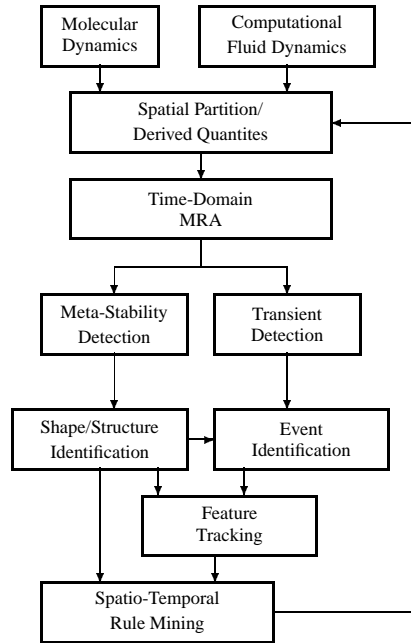 Molecular
Dynamics
Computational
Fluid Dynamics
Spatial Partition/
Derived Quantites
Time-Domain
MRA
Meta-Stability
Detection
Transient
Detection
Shape/Structure
Identification
Event
Identification
Feature
Tracking
Spatio-Temporal
Rule Mining